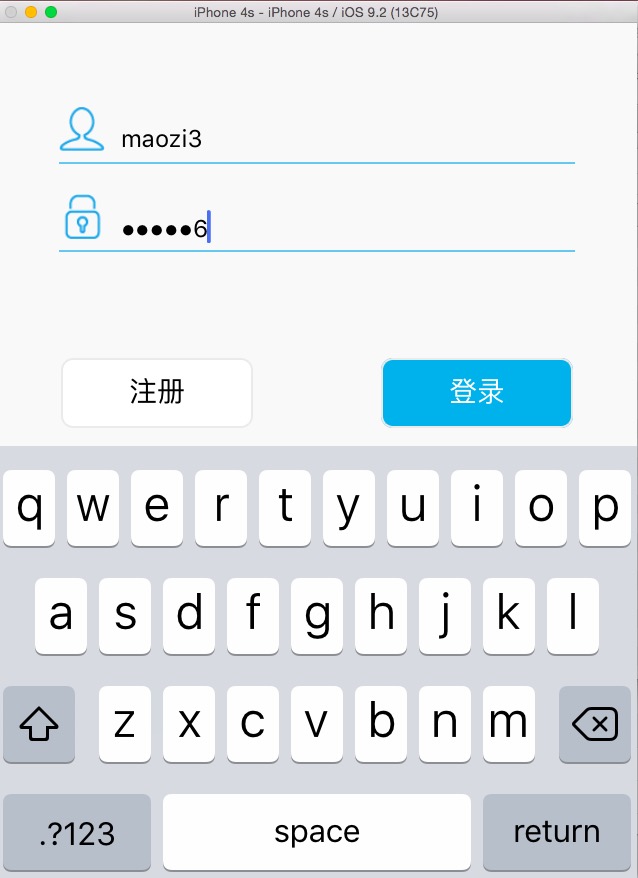 iPhone 4s - iPhone 4s / iOS 9.2 (13C75)
maozi3
●●●●●6
注册 登录
q w e r t y u i o p
a s d f g h j k l
z x c v b n m
.?123 space return